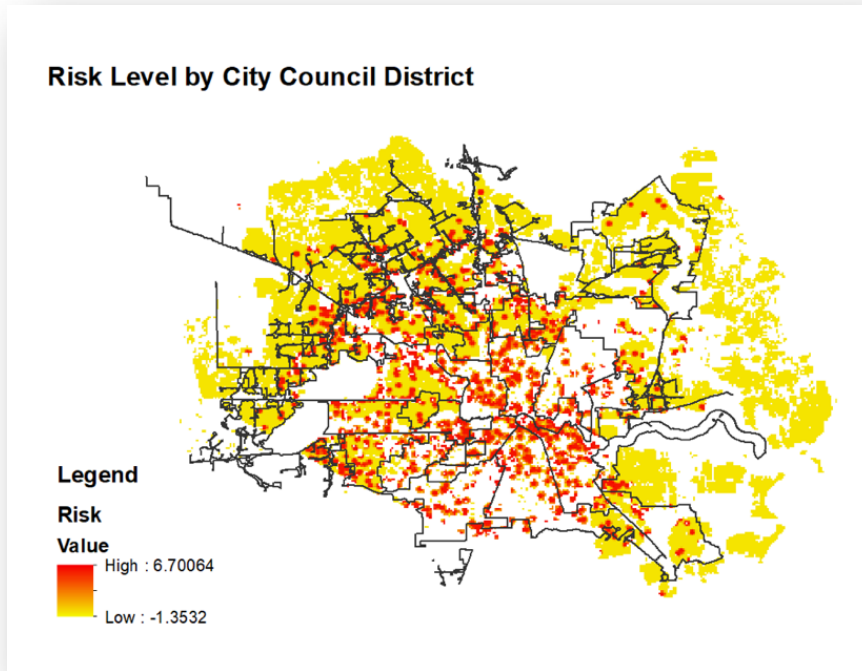 Risk Level by City Council District
Legend
Risk
Value
High : 6.70064
Low : -1.3532